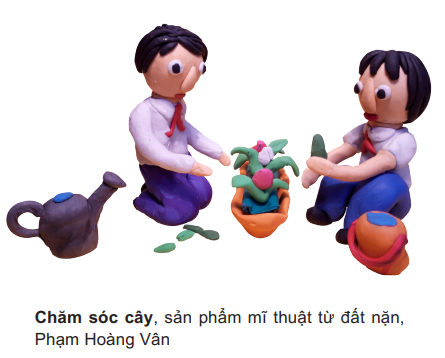 Chăm sóc cây, sản phẩm mĩ thuật từ đất nặn,
Phạm Hoàng Vân